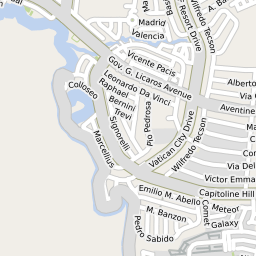 Madrid
Valencia
Wilfredo Tecson
Resort Drive
Vicente Pacis
Gov. G. Licaros Avenue
Alberto
Colloseo
Leonardo Da Vinci
Raphael
Bernini
Trevi
Signorelli
Pio Pedrosa
Aventine
Marcellius
Vatican City Drive
Wilfredo Tecson
Via Del
Victor Emma
Emilio M. Abello
Capitoline Hill
Comet
Meteor
Galaxy
M. Banzon
Pedro
Sabido